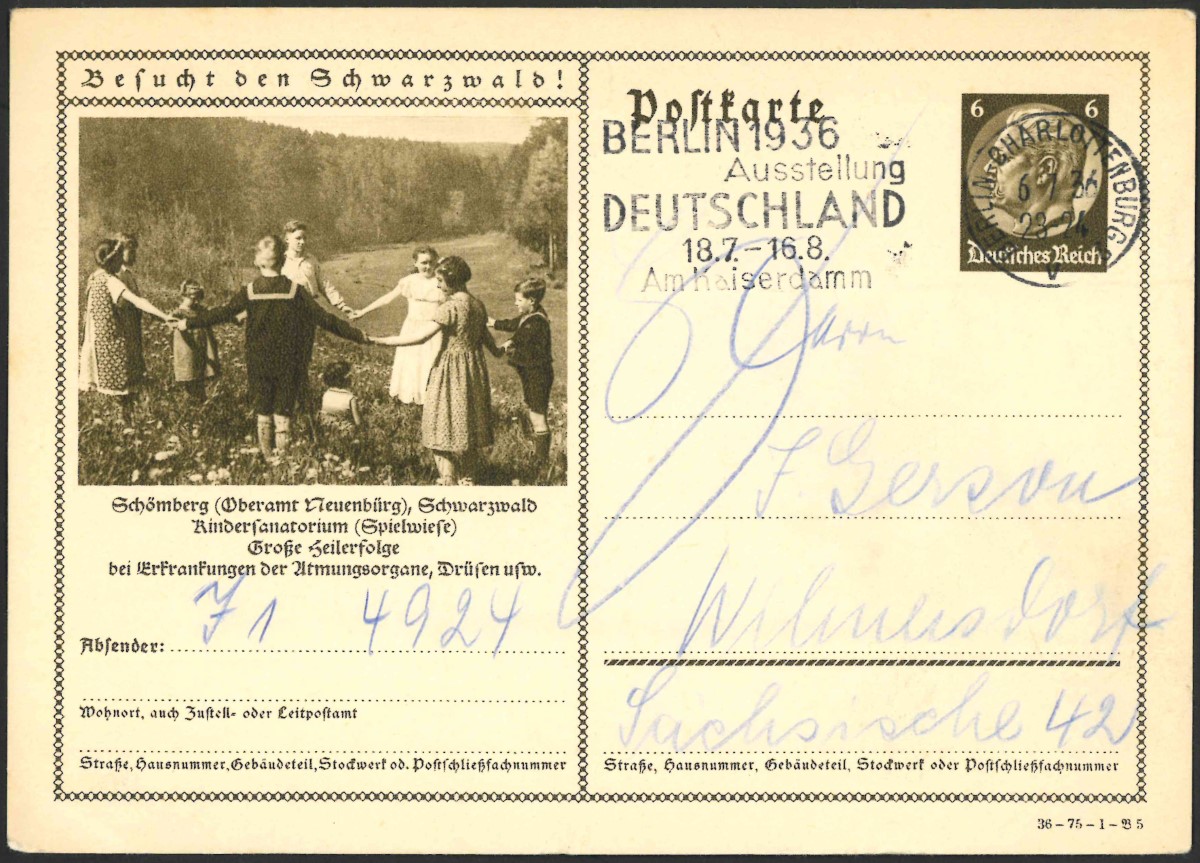 Besucht den Schwarzwald!
Schömberg (Oberamt Neuenbürg), Schwarzwald
Kindersanatorium (Spielwiese)
Große Heilerfolge
bei Erkrankungen der Atmungsorgane, Drüsen usw.
J1 4924
Absender:
Wohnort, auch Zustell- oder Leitpostamt
Straße, Hausnummer, Gebäudeteil, Stockwerk od. Postschließfachnummer
Postkarte
BERLIN 1936
Ausstellung
DEUTSCHLAND
18.7.-16.8.
Am Kaiserdamm
6 6
Deutsches Reich
BERLIN-CHARLOTTENBURG
6 7 36
23-24
Herrn
J. Gerson
Wilmersdorf
Sächsische 42
Straße, Hausnummer, Gebäudeteil, Stockwerk oder Postschließfachnummer
36-75-1-B 5